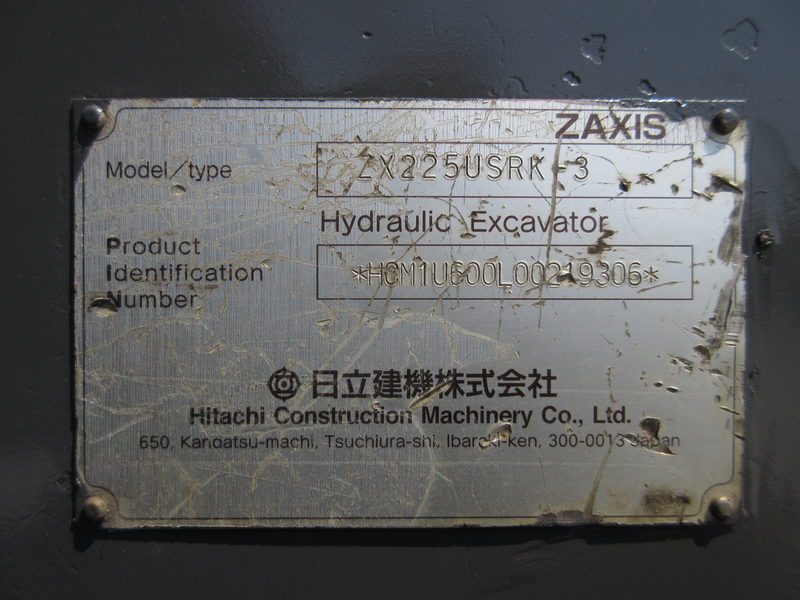 ZAXIS
Model/type ZX225USRK-3
Hydraulic Excavator
Product
Identification
Number
*HCM1U600L00219306*
日立建機株式会社
Hitachi Construction Machinery Co., Ltd.
650, Kandatsu-machi, Tsuchiura-shi, Ibaraki-ken, 300-0013 Japan